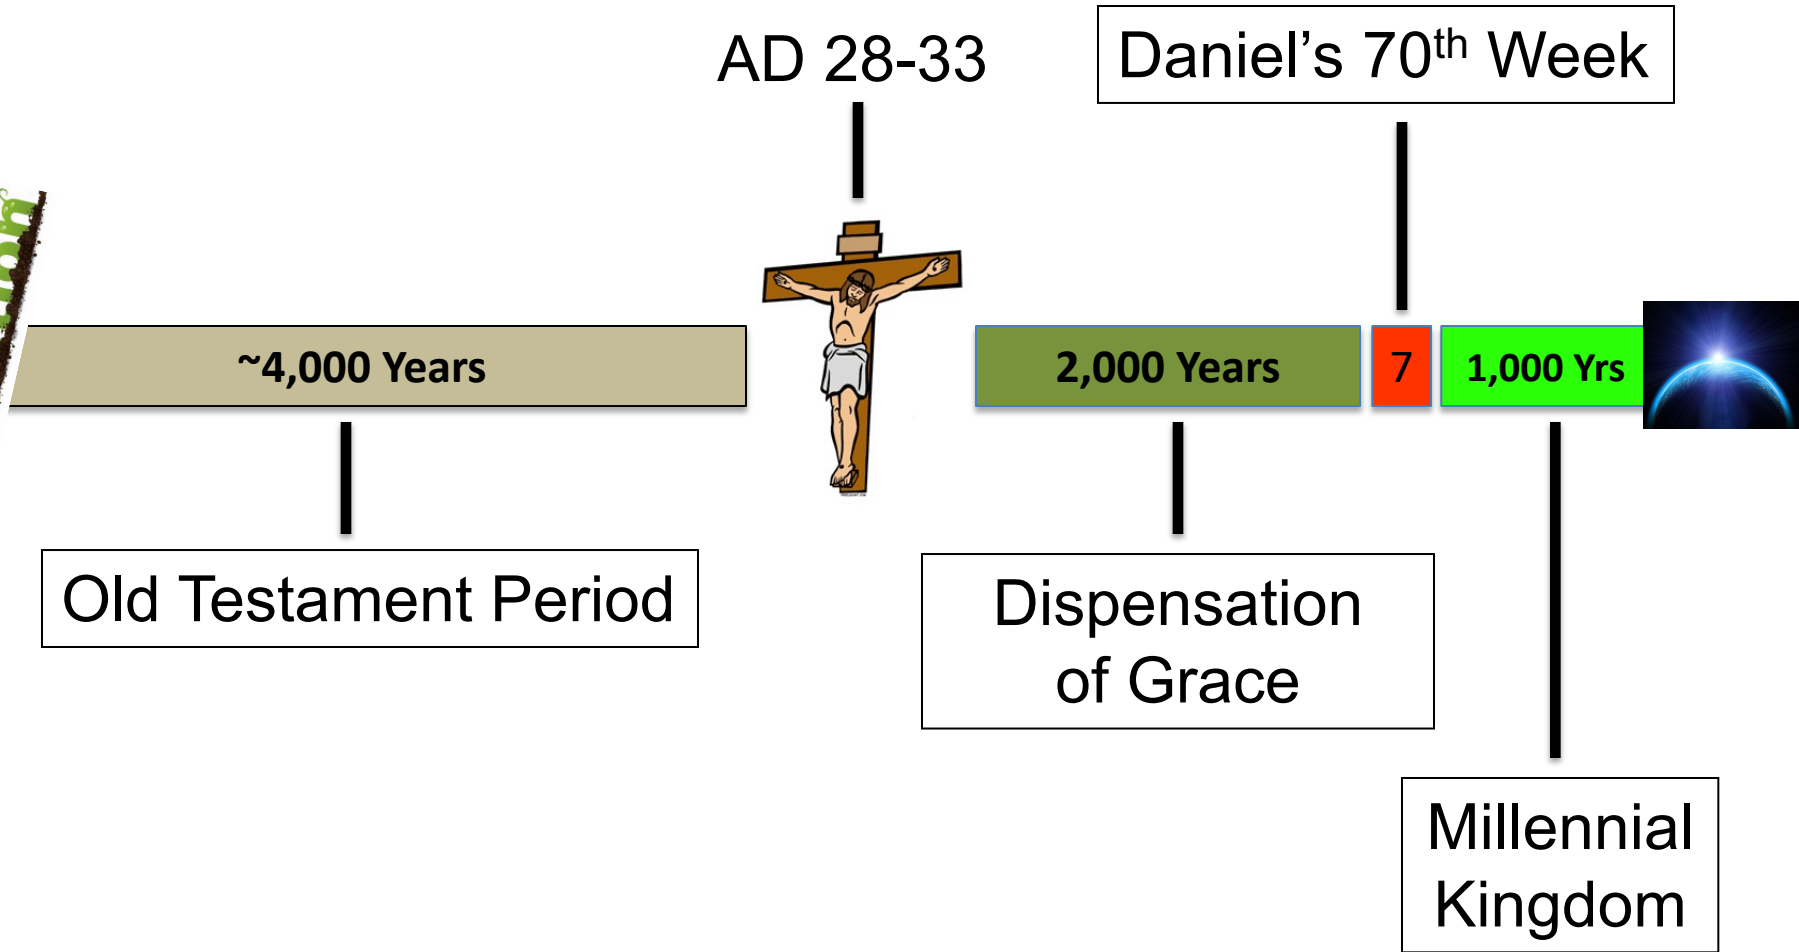 AD 28-33
Daniel's 70th Week
~4,000 Years
2,000 Years
7
1,000 Yrs
Old Testament Period
Dispensation
of Grace
Millennial
Kingdom